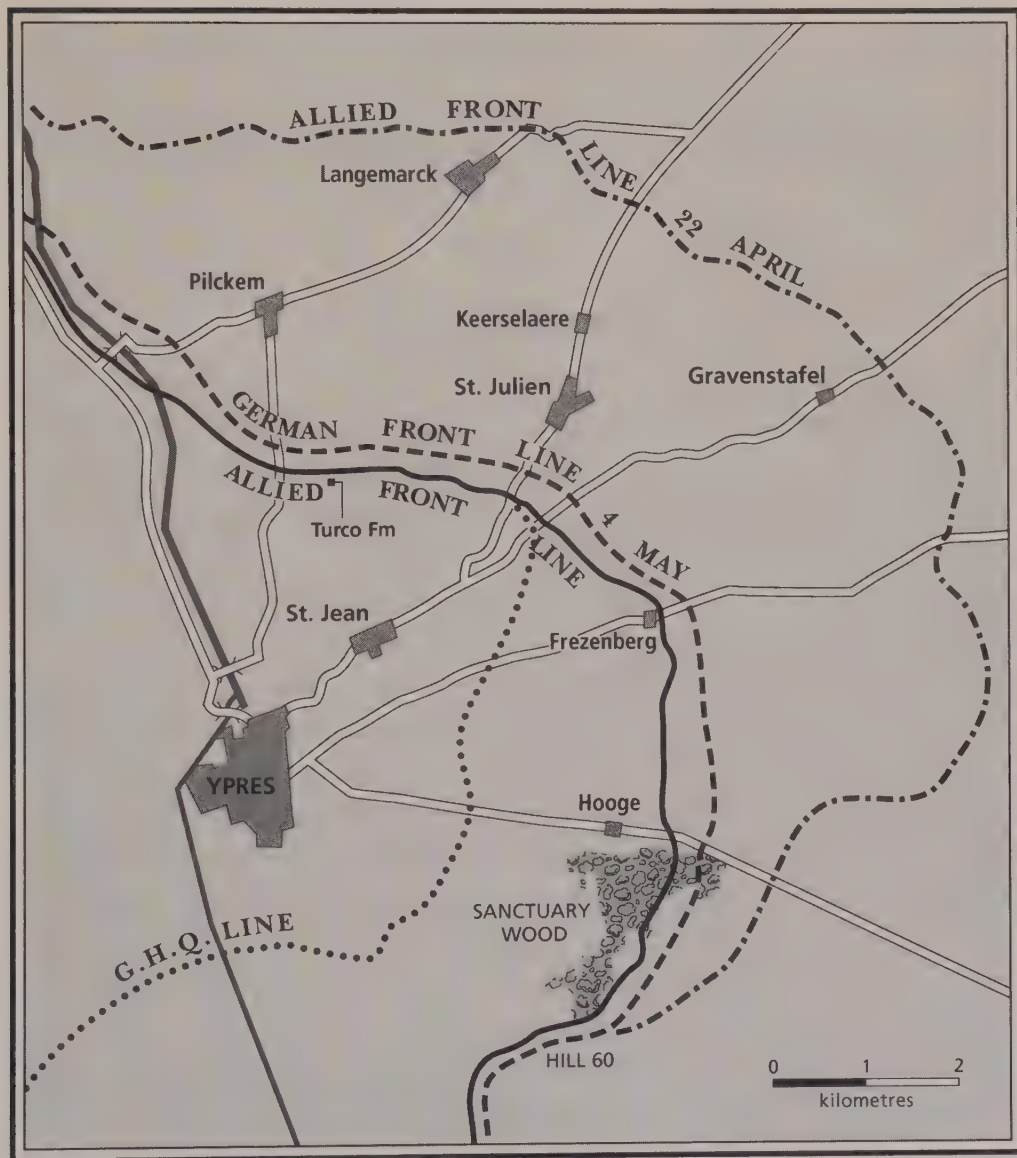 ALLIED FRONT LINE 22 APRIL
Langemarck
Pilckem
Keerselaere
St. Julien
Gravenstafel
GERMAN FRONT LINE 4 MAY
ALLIED FRONT LINE
Turco Fm
St. Jean
Frezenberg
YPRES
Hooge
SANCTUARY
WOOD
G.H.Q. LINE
HILL 60
0 1 2
kilometres